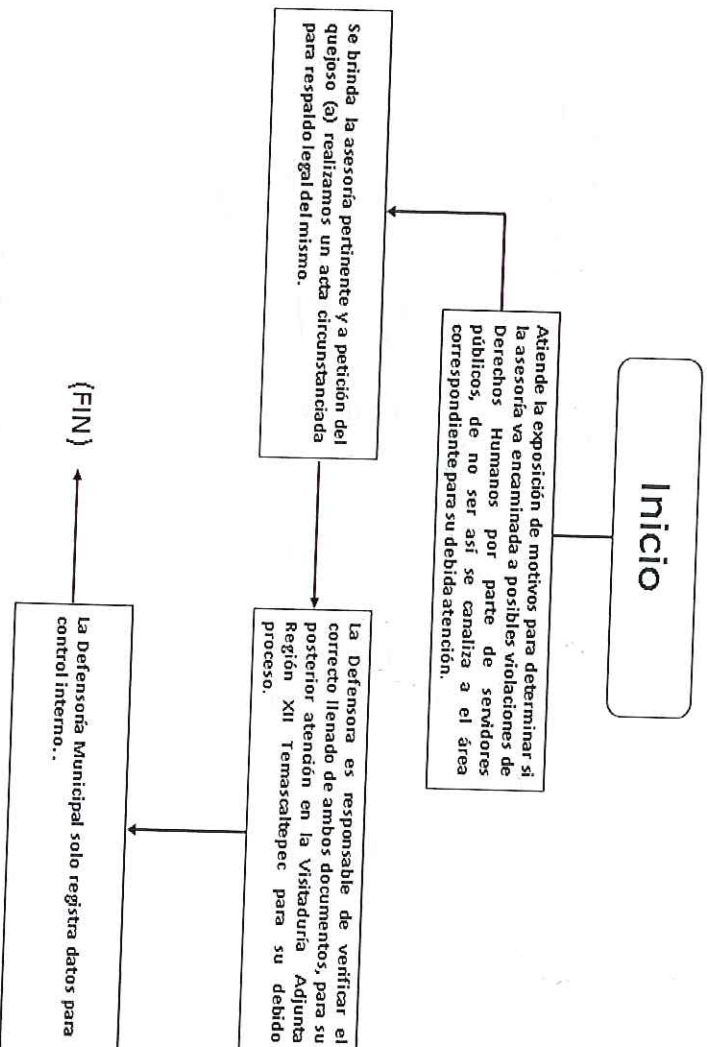 Inicio
Atiende la exposición de motivos para determinar si
la asesoría va encaminada a posibles violaciones de
Derechos Humanos por parte de servidores
públicos, de no ser así se canaliza a el área
correspondiente para su debida atención.
Se brinda la asesoría pertinente y a petición del
quejoso (a) realizamos un acta circunstanciada
para respaldo legal del mismo.
La Defensora es responsable de verificar el
correcto llenado de ambos documentos, para su
posterior atención en la Visitaduría Adjunta
Región XII Temascaltepec para su debido
proceso.
La Defensoría Municipal solo registra datos para
control interno..
(FIN)